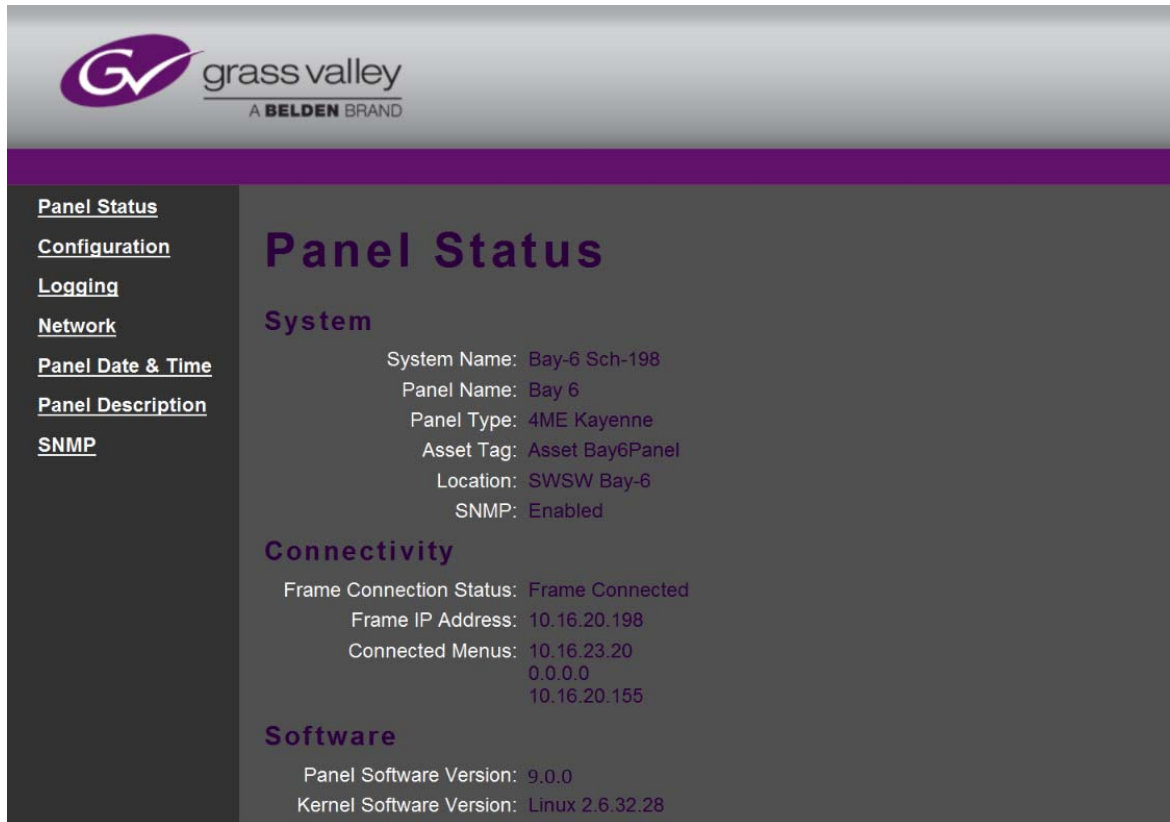 GV grass valley
A BELDEN BRAND
Panel Status
Configuration
Logging
Network
Panel Date & Time
Panel Description
SNMP
Panel Status
System
System Name: Bay-6 Sch-198
Panel Name: Bay 6
Panel Type: 4ME Kayenne
Asset Tag: Asset Bay6Panel
Location: SWSW Bay-6
SNMP: Enabled
Connectivity
Frame Connection Status: Frame Connected
Frame IP Address: 10.16.20.198
Connected Menus: 10.16.23.20
0.0.0.0
10.16.20.155
Software
Panel Software Version: 9.0.0
Kernel Software Version: Linux 2.6.32.28